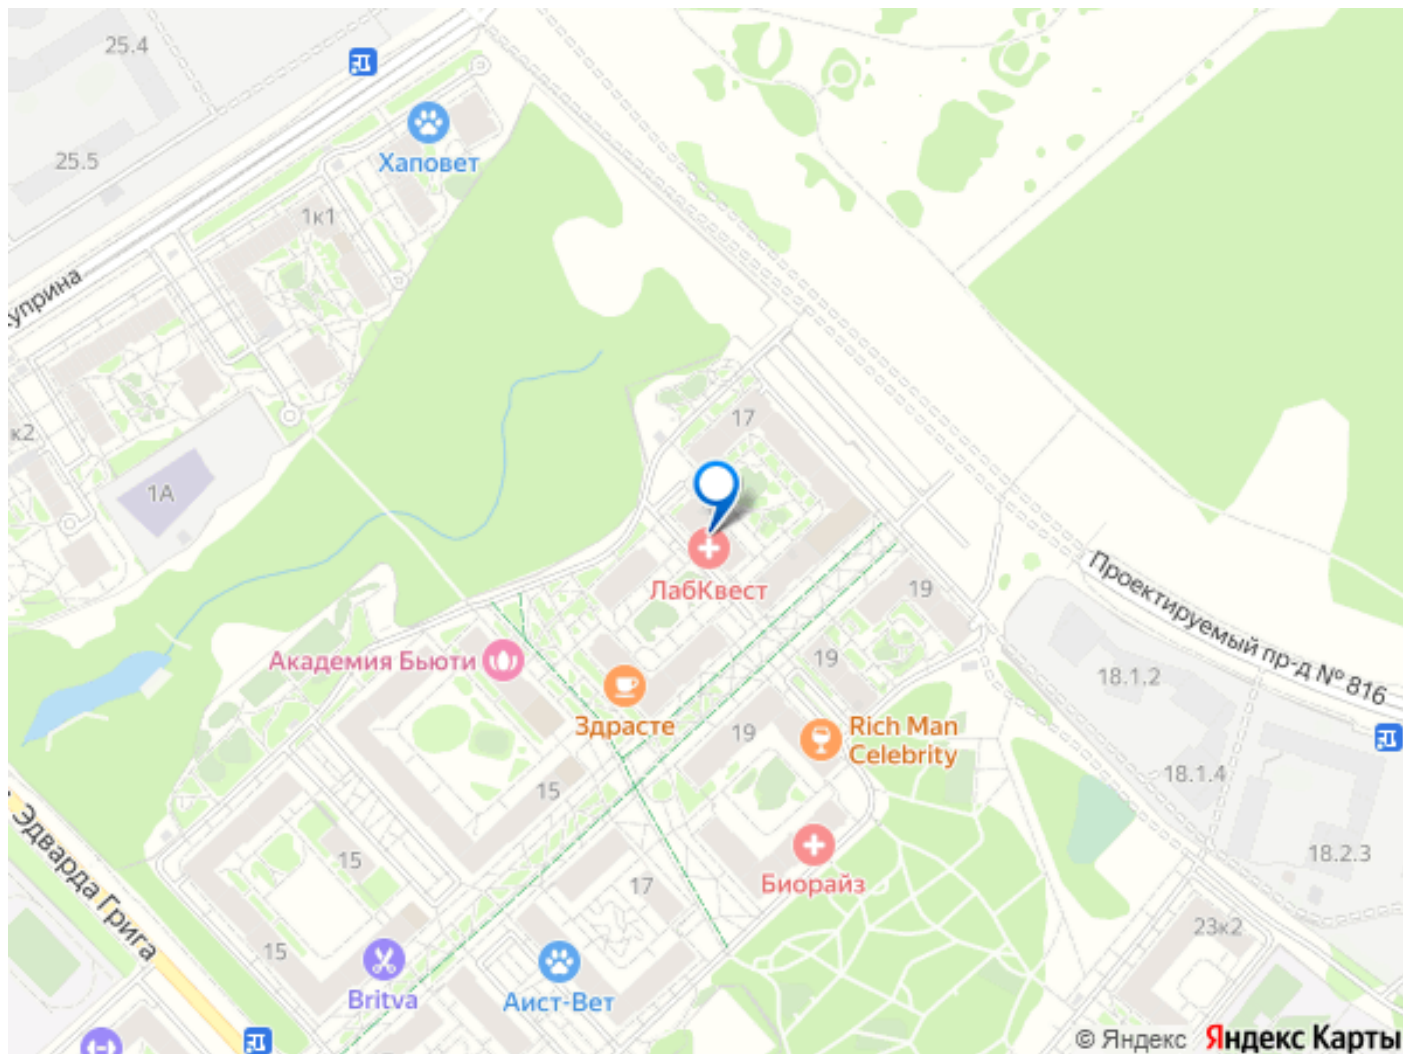 25.4
25.5
Хаповет
1к1
уприна
к2
1А
17
ЛабКвест
Проектируемый пр-д № 816
19
19
18.1.2
Академия Бьюти
Здрасте
19
Rich Man
Celebrity
18.1.4
15
15
Эдварда Грига
18.2.3
Биорайз
17
23к2
15
Britva
Аист-Вет
© Яндекс Яндекс Карты